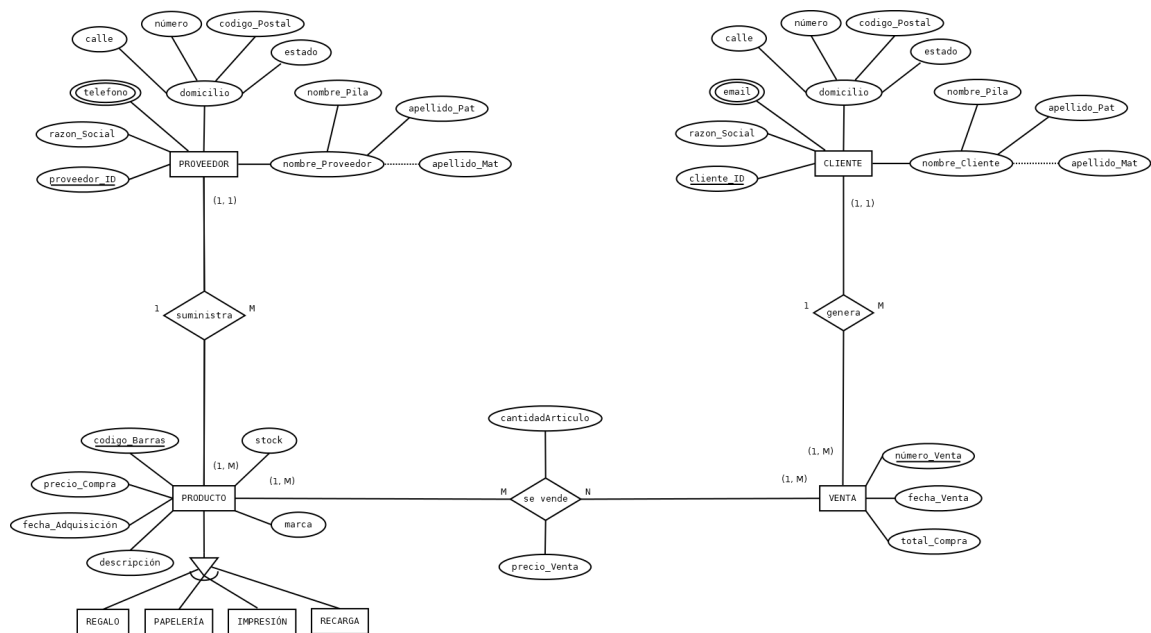 número
codigo_Postal
calle
estado
telefono
domicilio
nombre_Pila
apellido_Pat
razon_Social
PROVEEDOR
nombre_Proveedor
apellido_Mat
proveedor_ID
(1, 1)
número
codigo_Postal
calle
estado
email
domicilio
nombre_Pila
apellido_Pat
razon_Social
CLIENTE
nombre_Cliente
apellido_Mat
cliente_ID
(1, 1)
1
M
suministra
1
M
genera
cantidadArticulo
codigo_Barras
stock
(1, M)
(1, M)
precio_Compra
PRODUCTO
fecha_Adquisición
marca
descripción
M
se vende
N
precio_Venta
(1, M)
(1, M)
número_Venta
VENTA
fecha_Venta
total_Compra
REGALO
PAPELERÍA
IMPRESIÓN
RECARGA